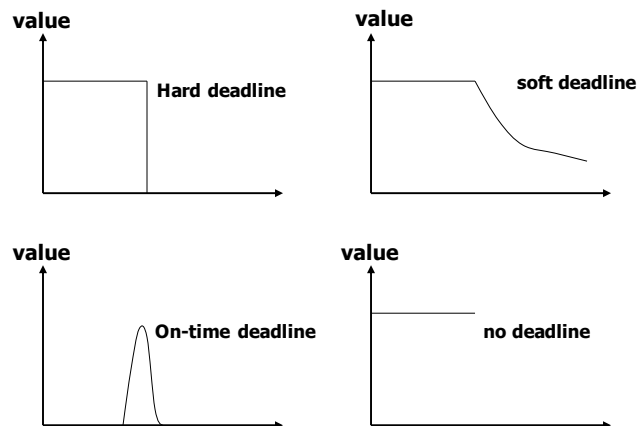 value
Hard deadline
value
soft deadline
value
On-time deadline
value
no deadline